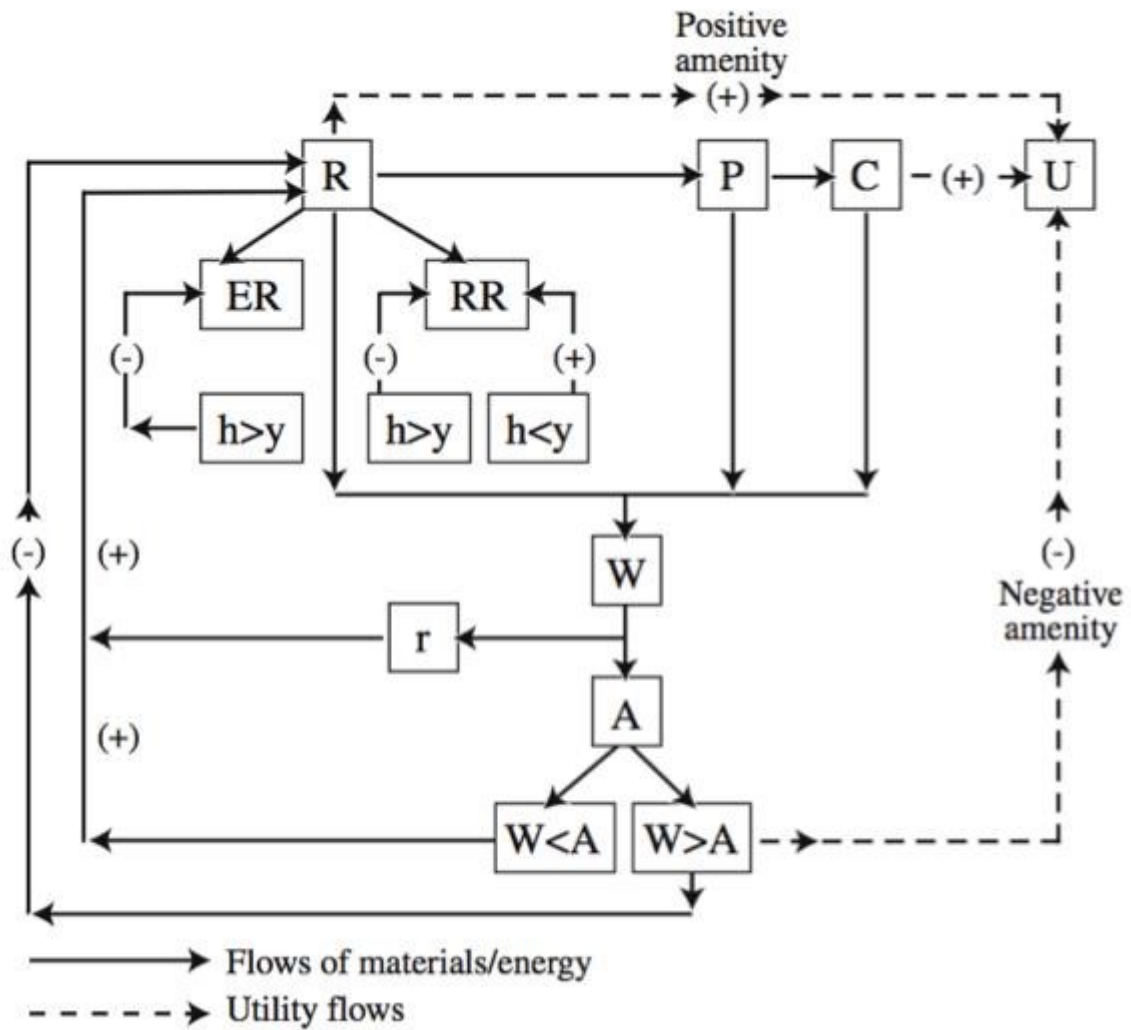 Positive
amenity
(+)
R
P
C
(+)
U
ER
RR
(-)
(-)
(+)
h>y
h>y
h<y
(-)
(+)
W
(-)
Negative
amenity
r
A
(+)
W<A
W>A
Flows of materials/energy
Utility flows